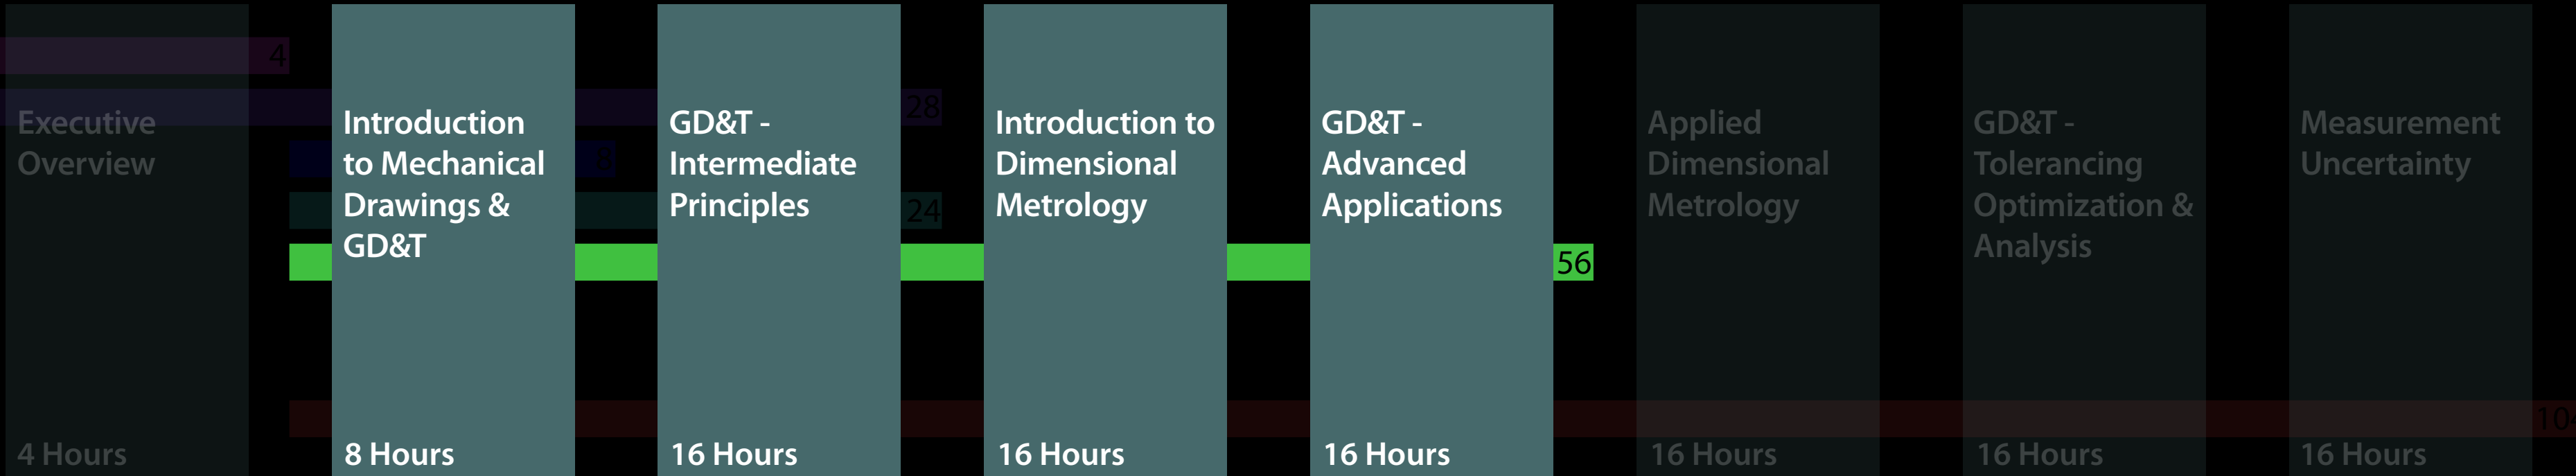 4
28
8
24
56
104
Executive
Overview
4 Hours
Introduction
to Mechanical
Drawings &
GD&T
8 Hours
GD&T -
Intermediate
Principles
16 Hours
Introduction to
Dimensional
Metrology
16 Hours
GD&T -
Advanced
Applications
16 Hours
Applied
Dimensional
Metrology
16 Hours
GD&T -
Tolerancing
Optimization &
Analysis
16 Hours
Measurement
Uncertainty
16 Hours